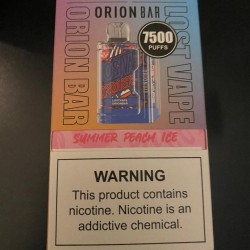 ORION BAR
7500
PUFFS
ORION BAR
LOST VAPE
SUMMER PEACH ICE
WARNING
This product contains
nicotine. Nicotine is an
addictive chemical.